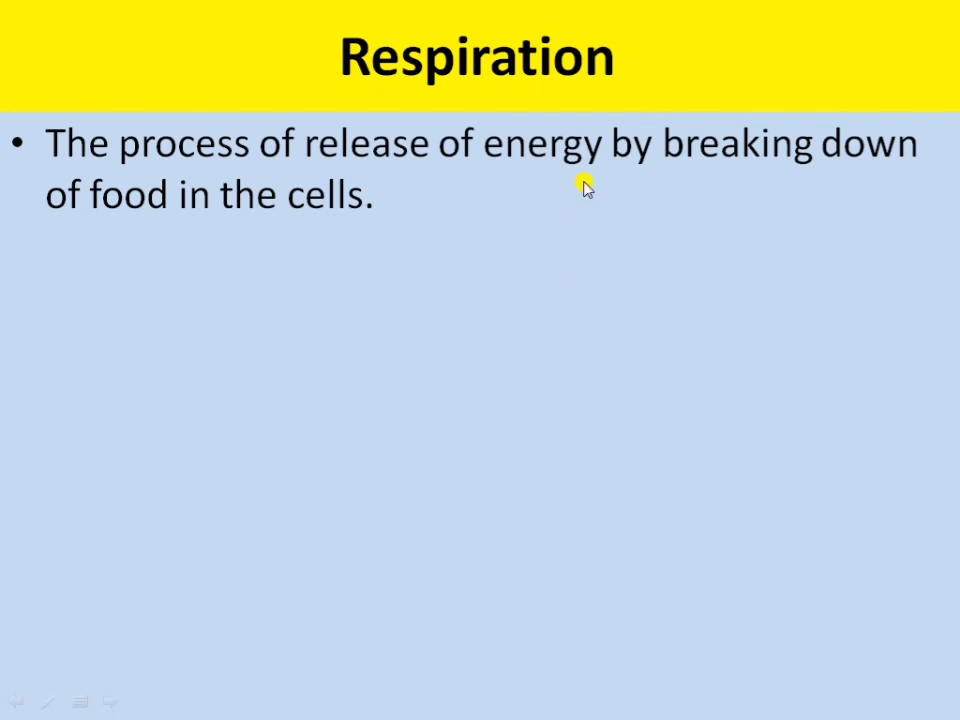 Respiration
• The process of release of energy by breaking down
of food in the cells.